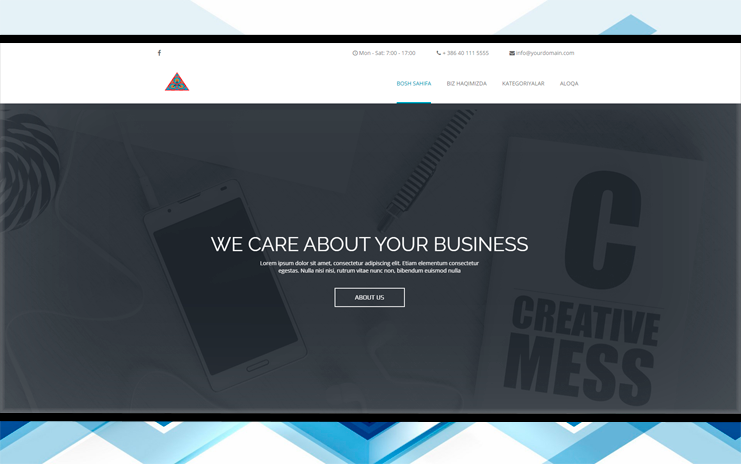 Mon - Sat: 7:00 - 17:00
+ 386 40 111 5555
info@yourdomain.com
BOSH SAHIFA
BIZ HAQIMIZDA
KATEGORIYALAR
ALOQA
WE CARE ABOUT YOUR BUSINESS
Lorem ipsum dolor sit amet, consectetur adipiscing elit. Etiam elementum consectetur
egestas. Nulla nisi nisl, rutrum vitae nunc non, bibendum euismod nulla
ABOUT US
C
CREATIVE
MESS